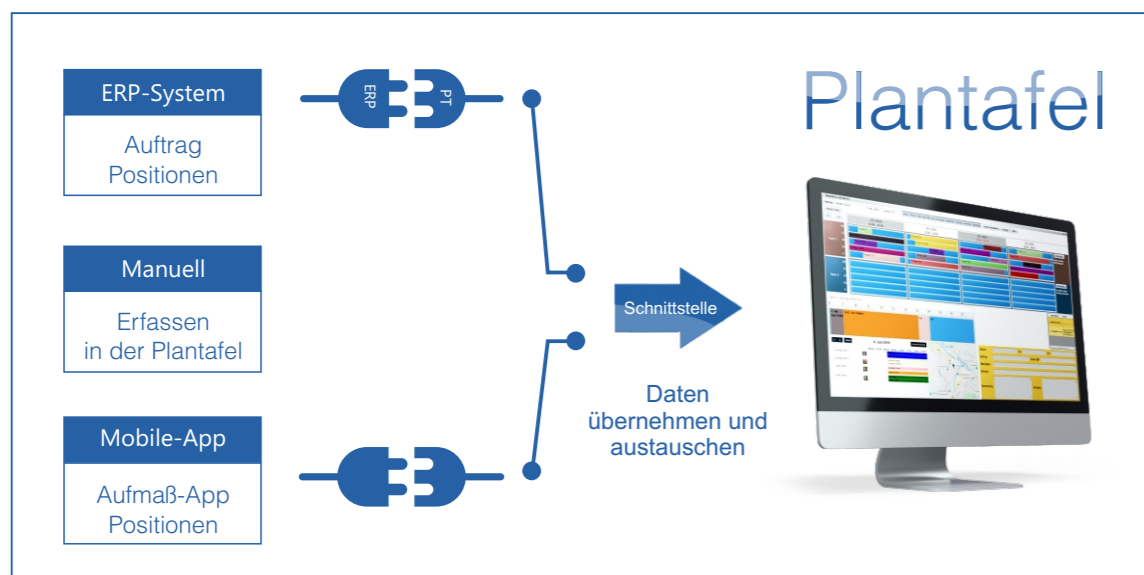 ERP-System
Auftrag
Positionen
ERP
PT
Manuell
Erfassen
in der Plantafel
Mobile-App
Aufmaß-App
Positionen
Schnittstelle
Daten
übernehmen und
austauschen
Plantafel